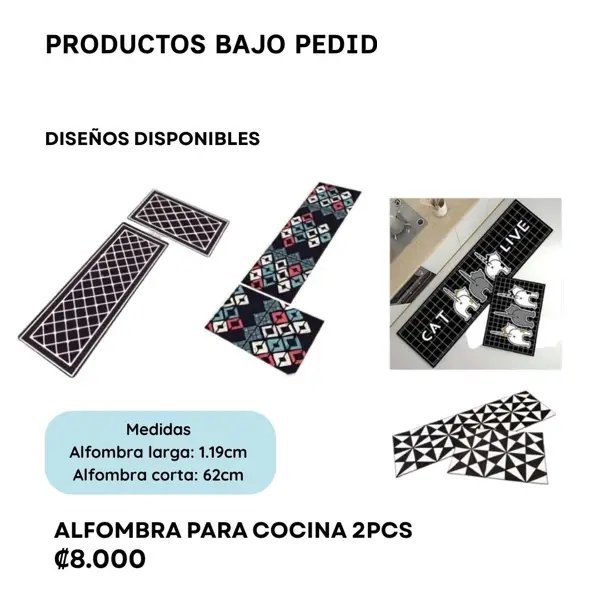 PRODUCTOS BAJO PEDID
DISEÑOS DISPONIBLES
CAT LIVE
Medidas
Alfombra larga: 1.19cm
Alfombra corta: 62cm
ALFOMBRA PARA COCINA 2PCS
₡8.000